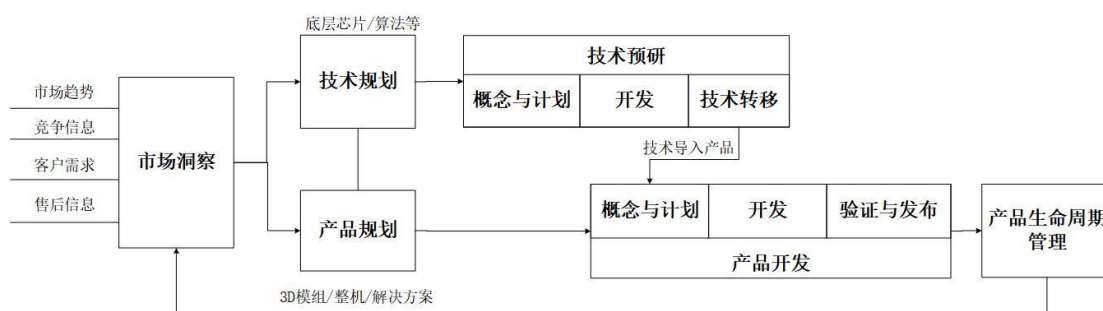 底层芯片/算法等
技术规划
技术预研
概念与计划
开发
技术转移
市场趋势
竞争信息
客户需求
售后信息
市场洞察
技术导入产品
产品规划
概念与计划
开发
验证与发布
产品开发
产品生命周期
管理
3D模组/整机/解决方案